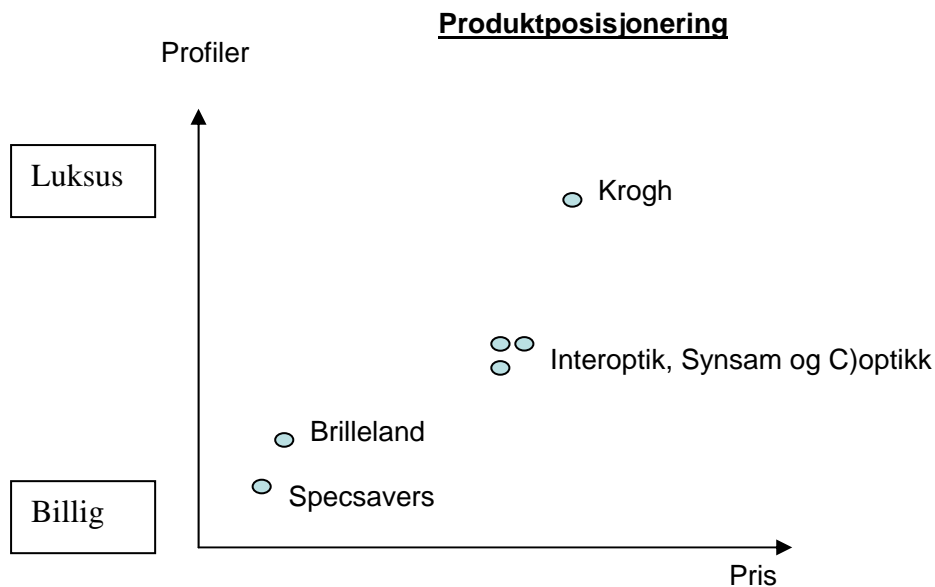 Produktposisjonering
Profiler
Luksus
Krogh
Interoptik, Synsam og C)optikk
Brilleland
Specsavers
Billig
Pris